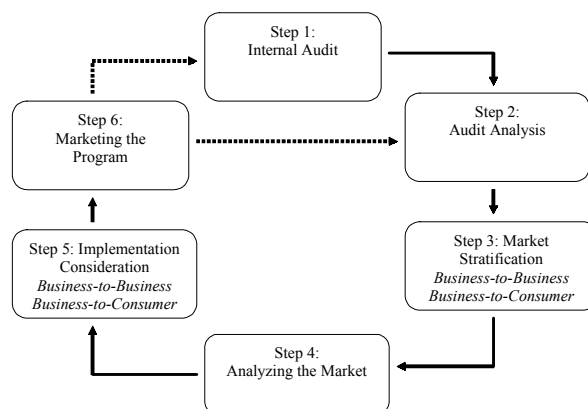 Step 1:
Internal Audit
Step 2:
Audit Analysis
Step 3: Market
Stratification
Business-to-Business
Business-to-Consumer
Step 4:
Analyzing the Market
Step 5: Implementation
Consideration
Business-to-Business
Business-to-Consumer
Step 6:
Marketing the
Program